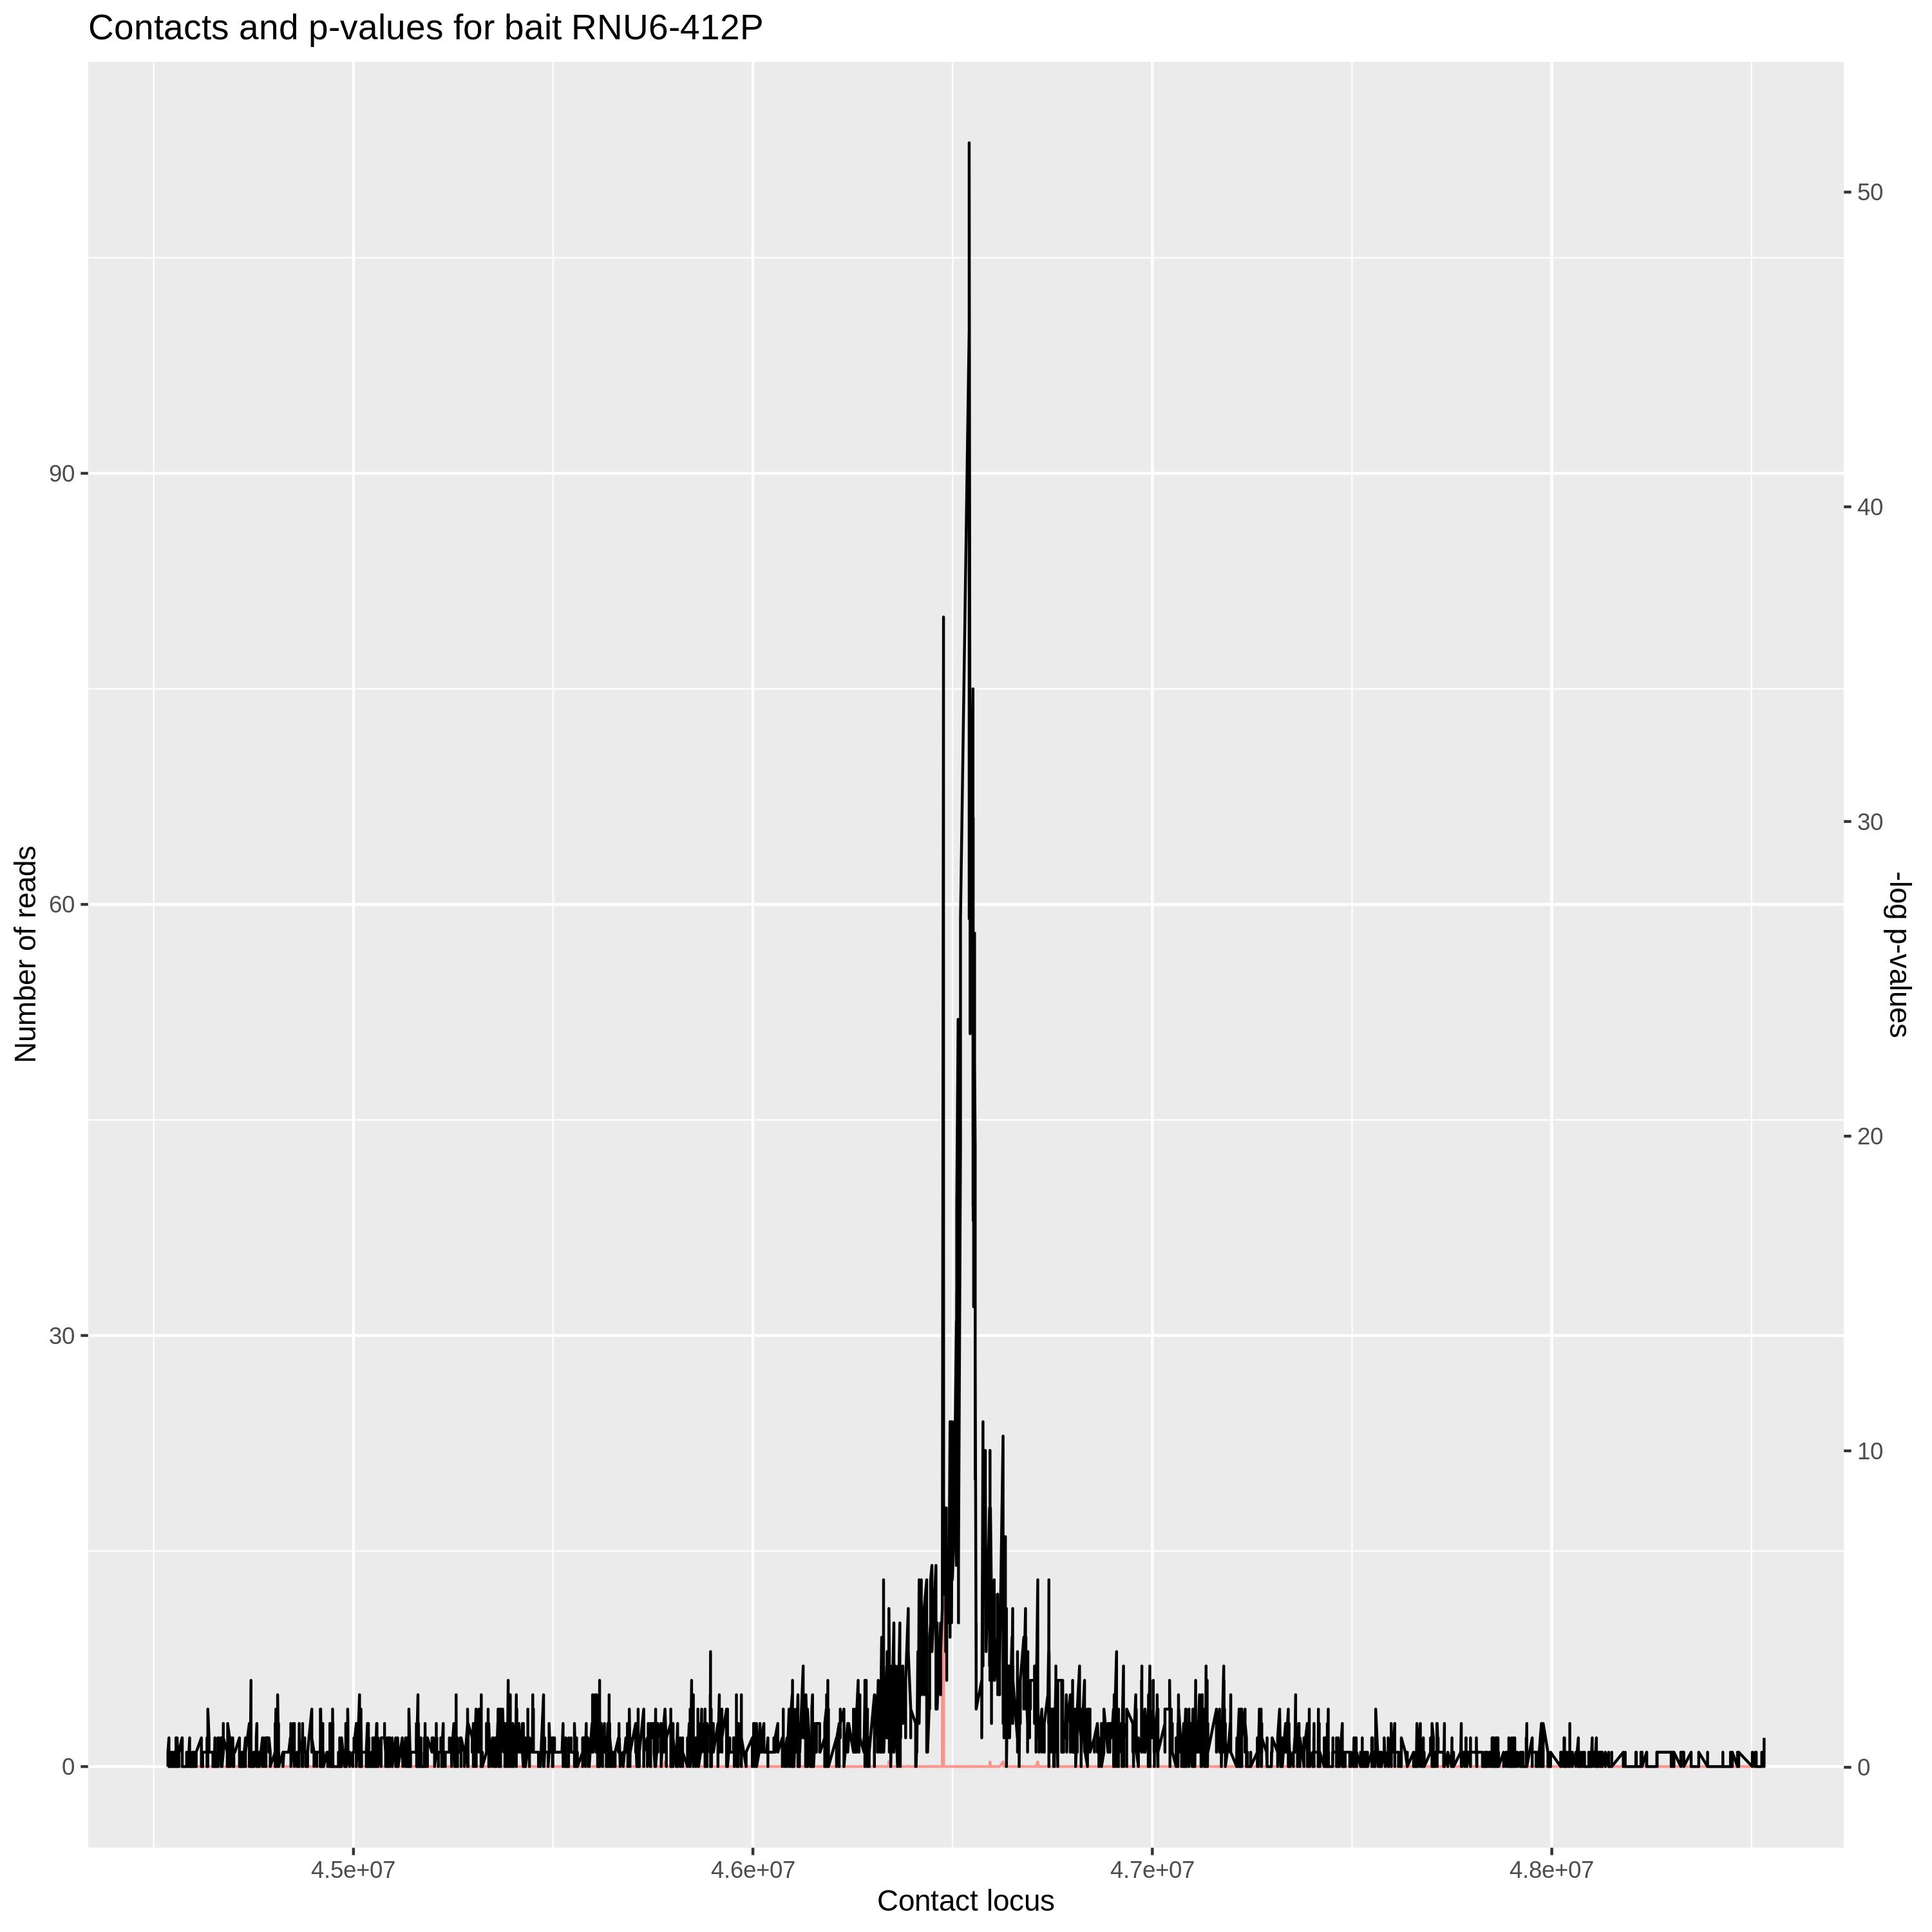 Contacts and p-values for bait RNU6-412P
Number of reads
90
60
30
0
50
40
30
20
10
0
-log p-values
4.5e+07
4.6e+07
4.7e+07
4.8e+07
Contact locus